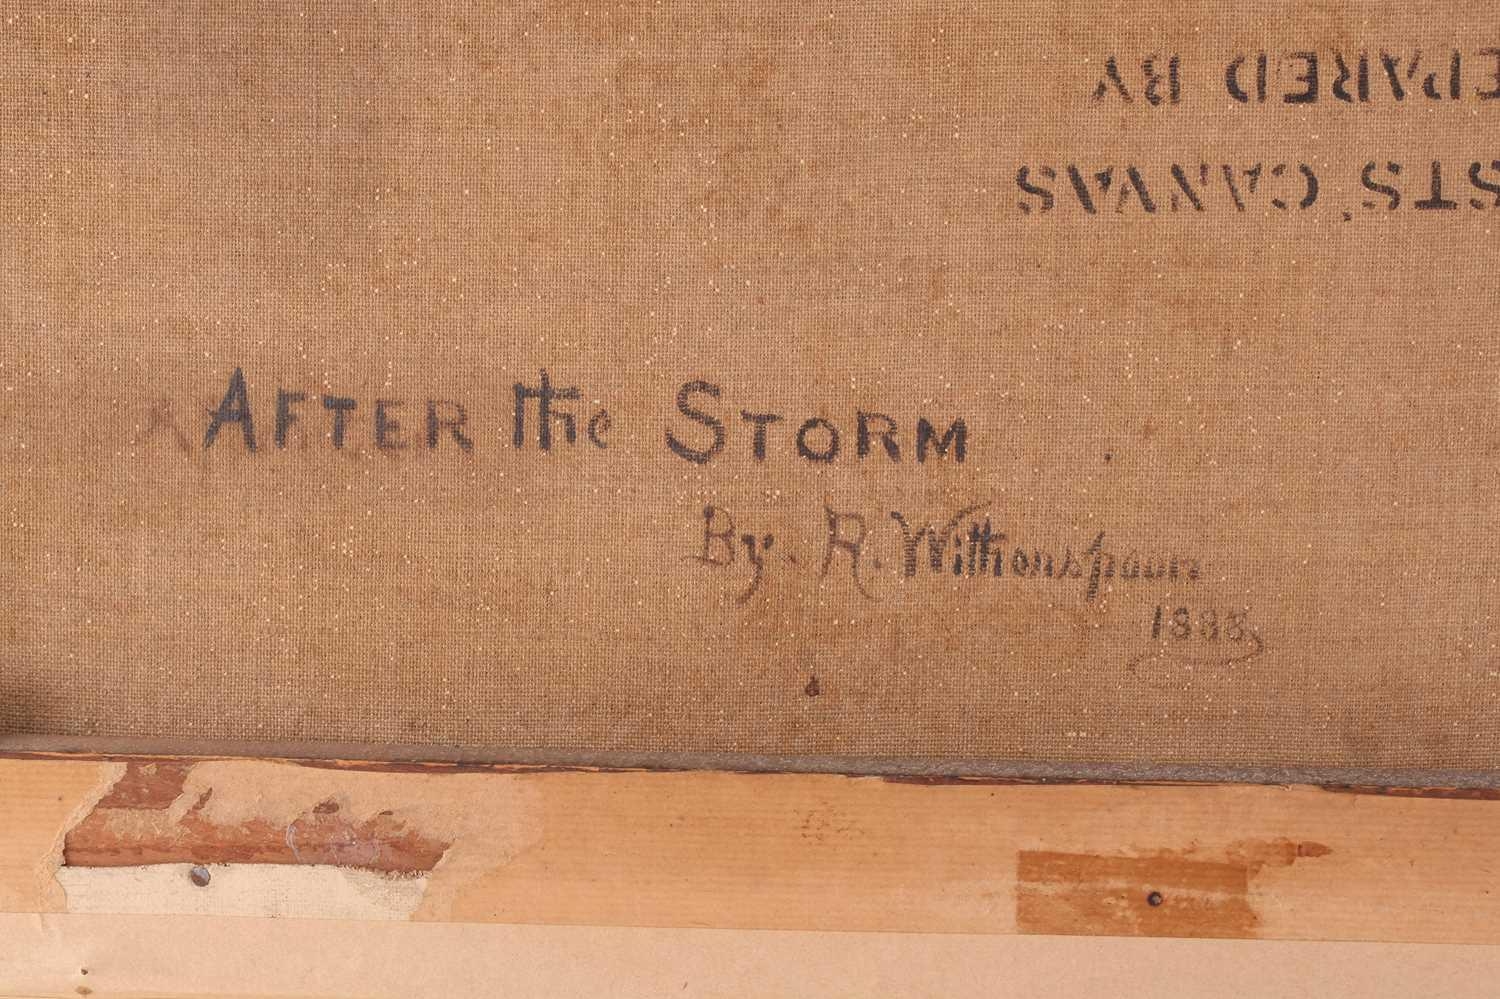 EPARED BY
STS' CANVAS
AFTER the STORM
By. R. Witherspoon
1888